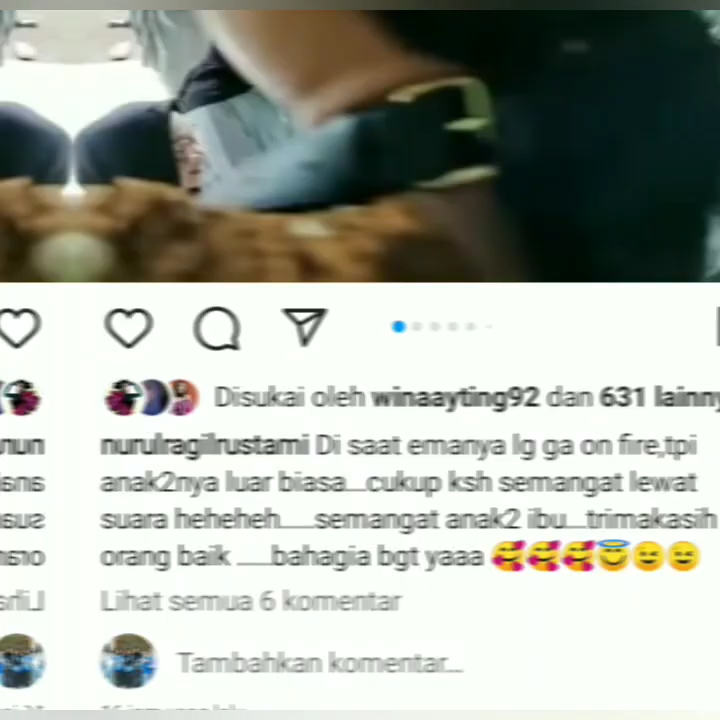 Disukai oleh winaayting92 dan 631 lainny
nurulragilrustami Di saat emanya lg ga on fire,tpi
anak2nya luar biasa...cukup ksh semangat lewat
suara heheheh.....semangat anak2 ibu...trimakasih
orang baik .....bahagia bgt yaaa 🥰🥰🥰😇😄😄
Lihat semua 6 komentar
Tambahkan komentar...